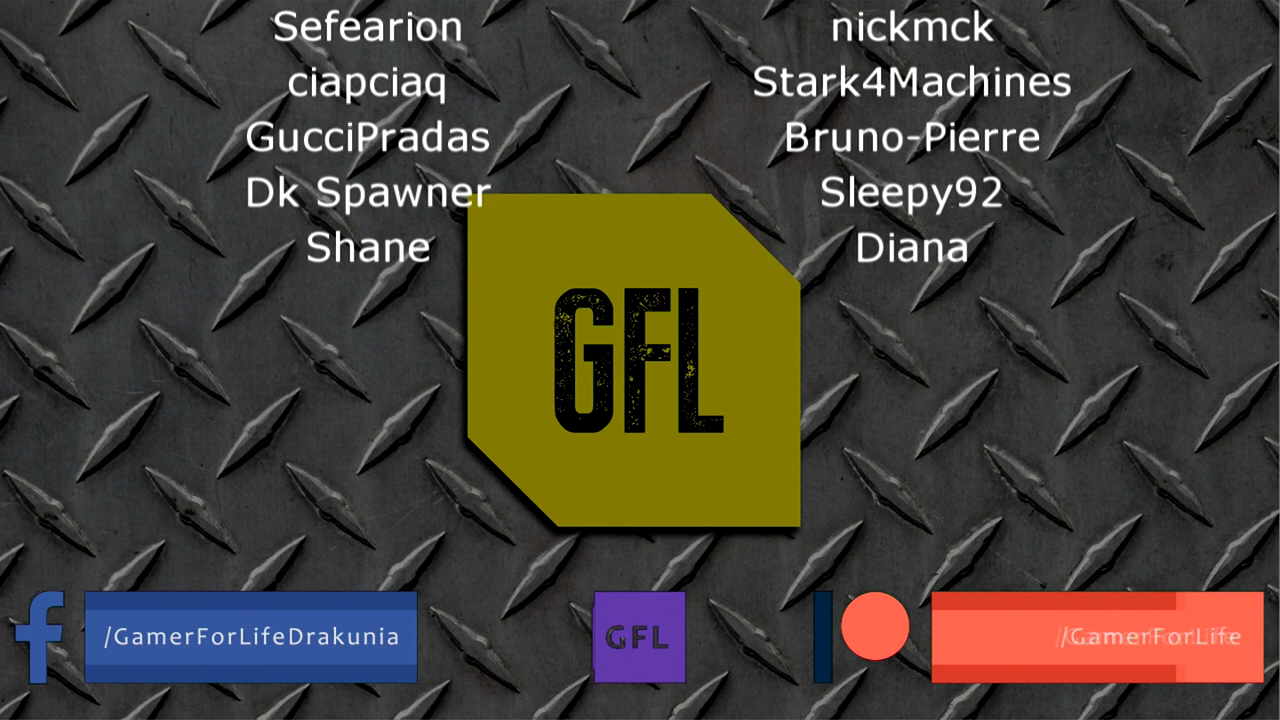 Sefearion
ciapciaq
GucciPradas
Dk Spawner
Shane
nickmck
Stark4Machines
Bruno-Pierre
Sleepy92
Diana
GFL
/GamerForLifeDrakunia
GFL
/GamerForLife